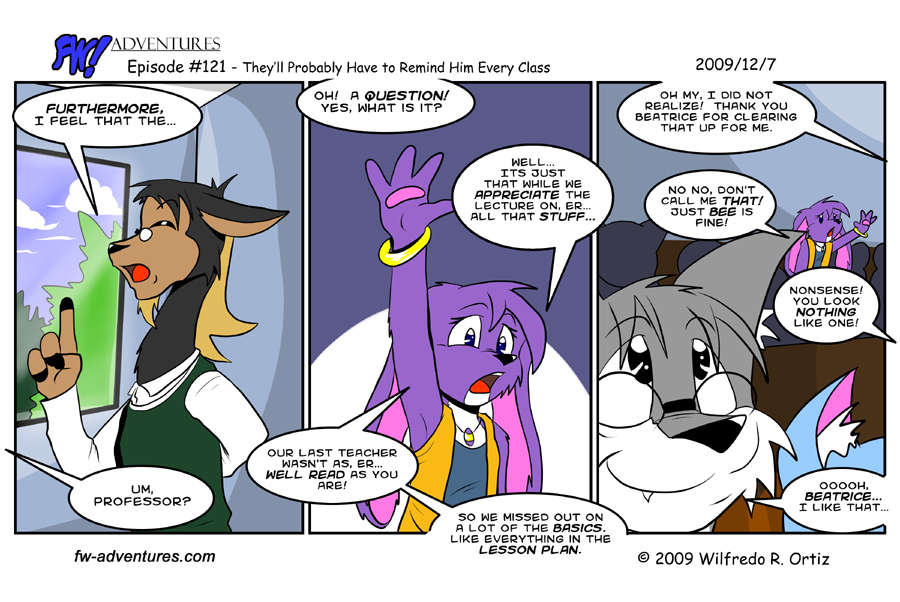 FW! ADVENTURES
Episode #121 - They'll Probably Have to Remind Him Every Class
2009/12/7
FURTHERMORE,
I FEEL THAT THE...
UM,
PROFESSOR?
OH! A QUESTION!
YES, WHAT IS IT?
WELL...
ITS JUST
THAT WHILE WE
APPRECIATE THE
LECTURE ON, ER...
ALL THAT STUFF...
OUR LAST TEACHER
WASN'T AS, ER...
WELL READ AS YOU
ARE!
SO WE MISSED OUT ON
A LOT OF THE BASICS.
LIKE EVERYTHING IN THE
LESSON PLAN.
OH MY, I DID NOT
REALIZE! THANK YOU
BEATRICE FOR CLEARING
THAT UP FOR ME.
NO NO, DON'T
CALL ME THAT!
JUST BEE IS
FINE!
NONSENSE!
YOU LOOK
NOTHING
LIKE ONE!
OOOOH,
BEATRICE...
I LIKE THAT...
fw-adventures.com
© 2009 Wilfredo R. Ortiz